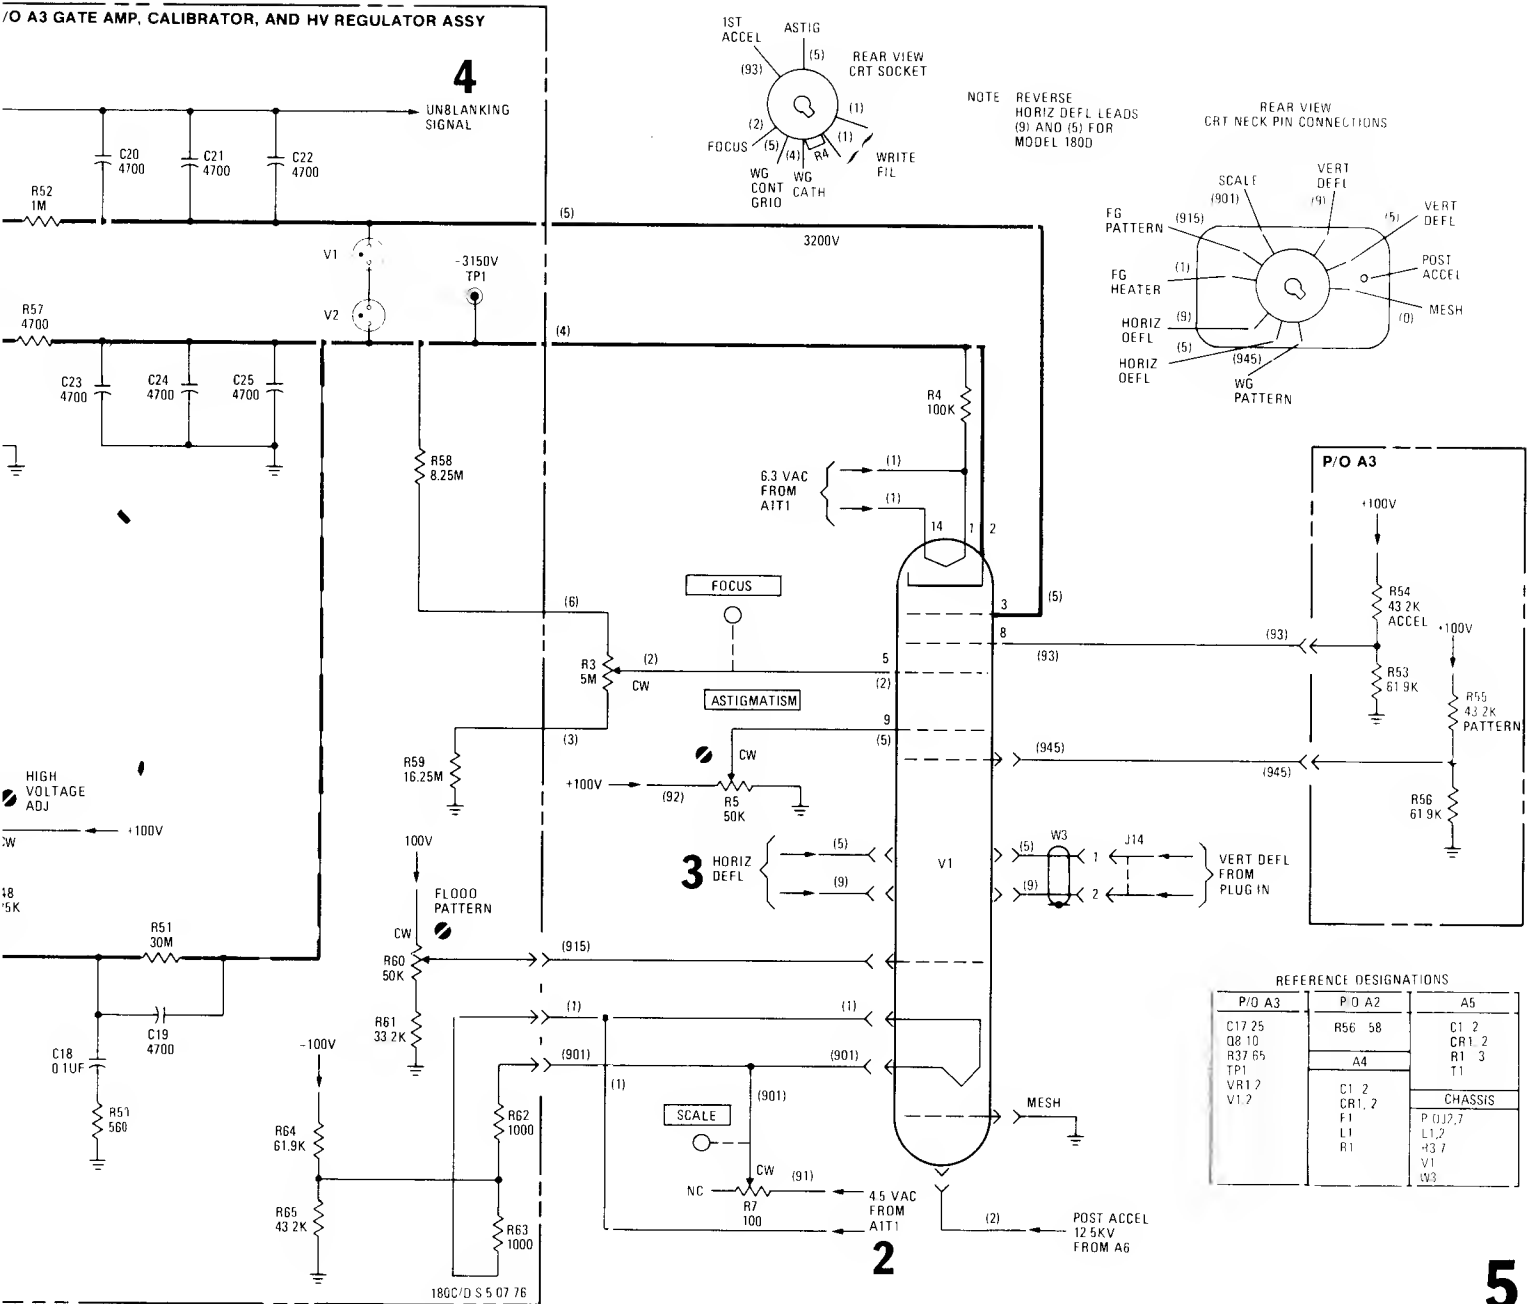 /O A3 GATE AMP, CALIBRATOR, AND HV REGULATOR ASSY
4
UN8LANKING
SIGNAL
C20
4700
C21
4700
C22
4700
R52
1M
(5)
3200V
V1
V2
-3150V
TP1
R57
4700
(4)
C23
4700
C24
4700
C25
4700
R58
8.25M
1ST
ACCEL
ASTIG
(93)
(5)
REAR VIEW
CRT SOCKET
(2)
FOCUS
(5)
(4)
R4
(1)
(1)
WRITE
FIL
WG
CONT
GRIO
WG
CATH
NOTE REVERSE
HORIZ DEFL LEADS
(9) AND (5) FOR
MODEL 180D
REAR VIEW
CRT NECK PIN CONNECTIONS
SCALE
(901)
VERT
DEFL
(9)
(5)
VERT
DEFL
FG
PATTERN
(915)
POST
ACCEL
FG
HEATER
(1)
MESH
(0)
HORIZ
OEFL
(9)
HORIZ
OEFL
(5)
(945)
WG
PATTERN
R4
100K
6.3 VAC
FROM
A1T1
(1)
(1)
14
1
2
3
(5)
8
(93)
(93)
FOCUS
(6)
R3
5M
(2)
CW
5
(2)
ASTIGMATISM
9
(5)
(3)
R59
16.25M
CW
+100V
(92)
R5
50K
(945)
(945)
P/O A3
+100V
R54
43.2K
ACCEL
+100V
R53
61.9K
R55
43.2K
PATTERN
R56
61.9K
HIGH
VOLTAGE
ADJ
+100V
CW
48
75K
R51
30M
C19
4700
C18
0.1UF
R51
560
100V
FLOOO
PATTERN
CW
R60
50K
R61
33.2K
3
HORIZ
DEFL
(5)
(9)
V1
(5)
(9)
W3
1
2
J14
VERT DEFL
FROM
PLUG IN
(915)
(1)
(1)
(901)
(901)
(1)
(901)
-100V
R64
61.9K
R65
43.2K
R62
1000
R63
1000
SCALE
CW
NC
R7
100
(91)
4.5 VAC
FROM
A1T1
2
MESH
(2)
POST ACCEL
12.5KV
FROM A6
REFERENCE DESIGNATIONS
P/O A3
C17 25
Q8 10
R37 65
TP1
VR1,2
V1,2
P/O A2
R56 58
A4
C1 2
CR1, 2
F1
L1
R1
A5
C1 2
CR1, 2
R1 3
T1
CHASSIS
P/OJ2,7
L1,2
R3 7
V1
W3
180C/D S 5 07 76
5